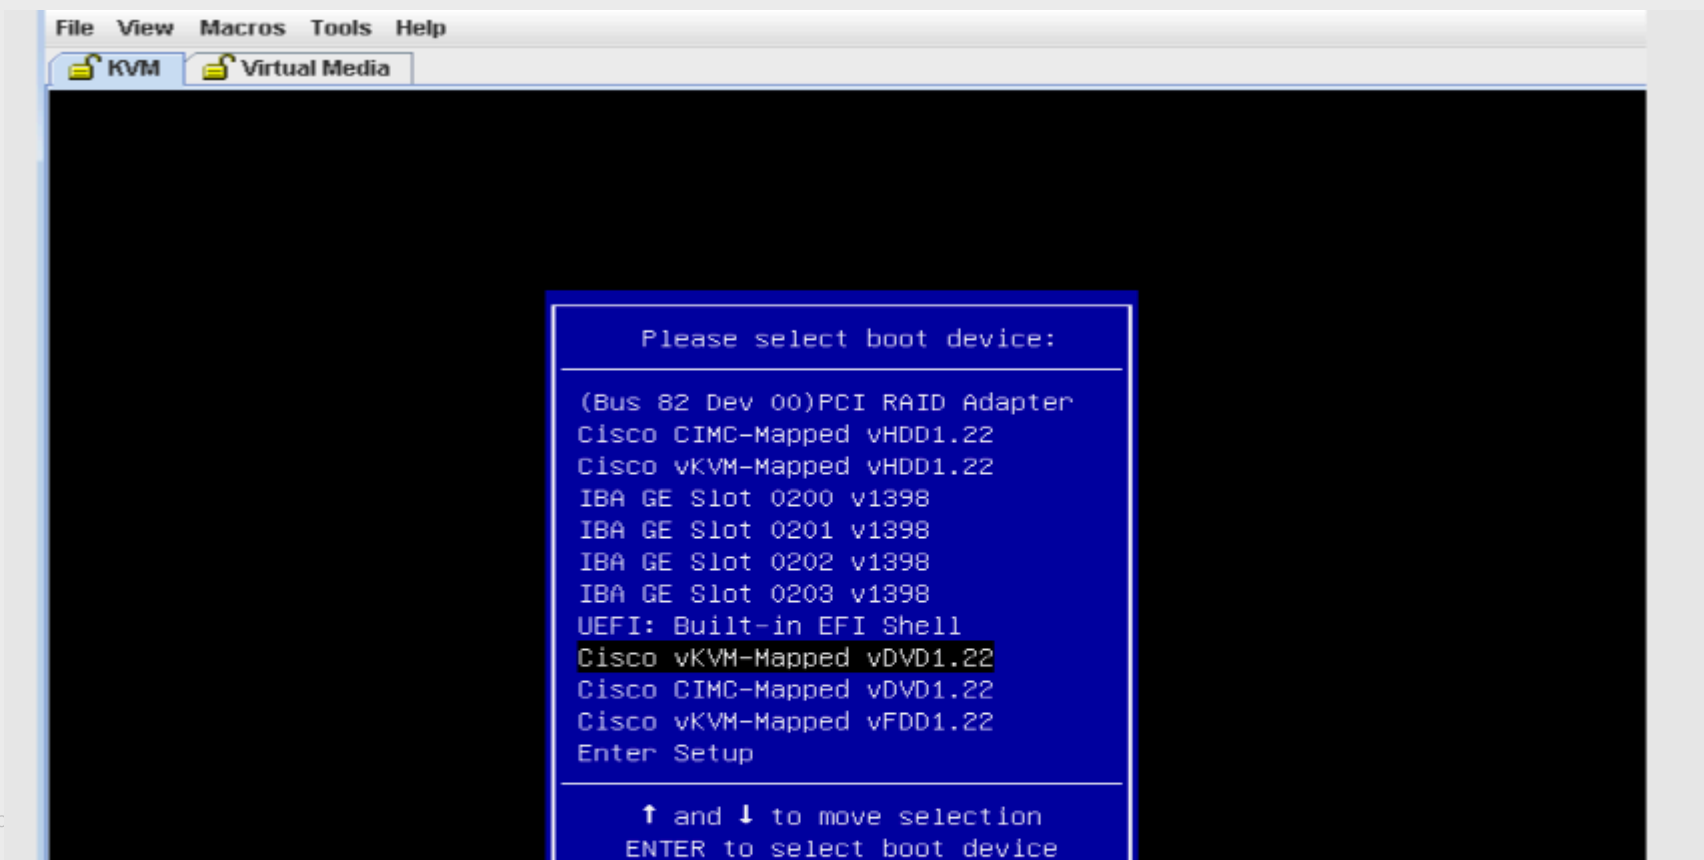 File View Macros Tools Help
KVM Virtual Media
Please select boot device:
(Bus 82 Dev 00)PCI RAID Adapter
Cisco CIMC-Mapped vHDD1.22
Cisco vKVM-Mapped vHDD1.22
IBA GE Slot 0200 v1398
IBA GE Slot 0201 v1398
IBA GE Slot 0202 v1398
IBA GE Slot 0203 v1398
UEFI: Built-in EFI Shell
Cisco vKVM-Mapped vDVD1.22
Cisco CIMC-Mapped vDVD1.22
Cisco vKVM-Mapped vFDD1.22
Enter Setup
↑ and ↓ to move selection
ENTER to select boot device